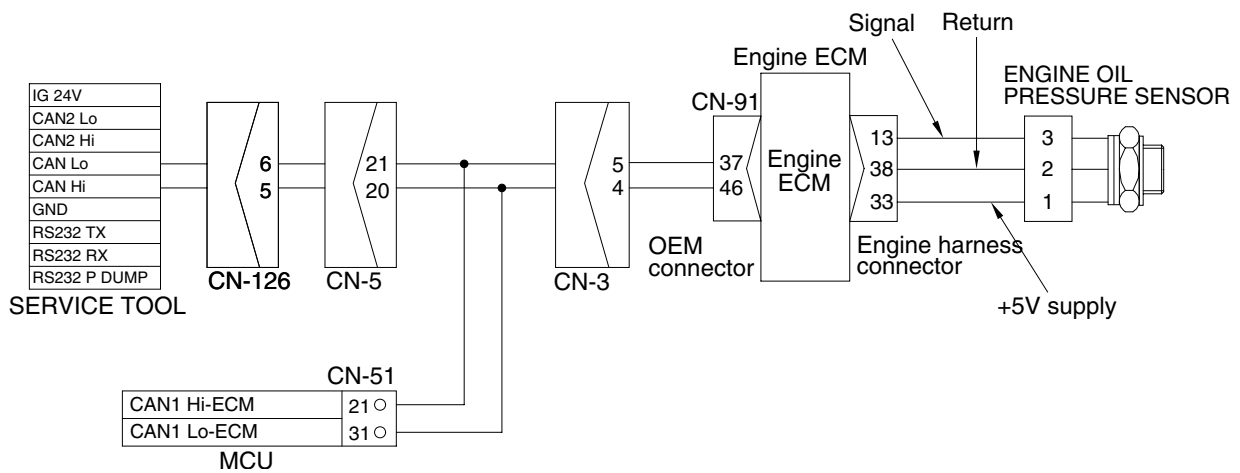 Signal Return
Engine ECM
ENGINE OIL
PRESSURE SENSOR
IG 24V
CAN2 Lo
CAN2 Hi
CAN Lo
CAN Hi
GND
RS232 TX
RS232 RX
RS232 P DUMP
SERVICE TOOL
6
5
CN-126
21
20
CN-5
5
4
CN-3
CN-91
37
46
OEM
connector
Engine
ECM
13
38
33
Engine harness
connector
3
2
1
+5V supply
CN-51
CAN1 Hi-ECM 21
CAN1 Lo-ECM 31
MCU